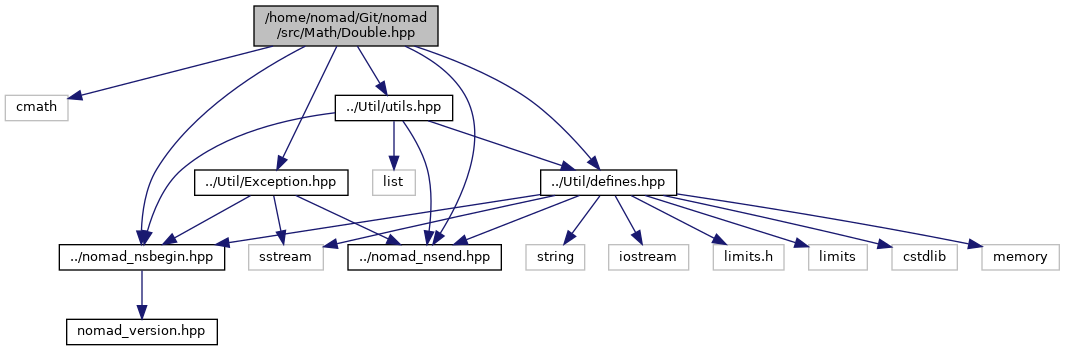 /home/nomad/Git/nomad
/src/Math/Double.hpp
cmath
../Util/utils.hpp
../Util/Exception.hpp
list
../Util/defines.hpp
../nomad_nsbegin.hpp
sstream
../nomad_nsend.hpp
string
iostream
limits.h
limits
cstdlib
memory
nomad_version.hpp